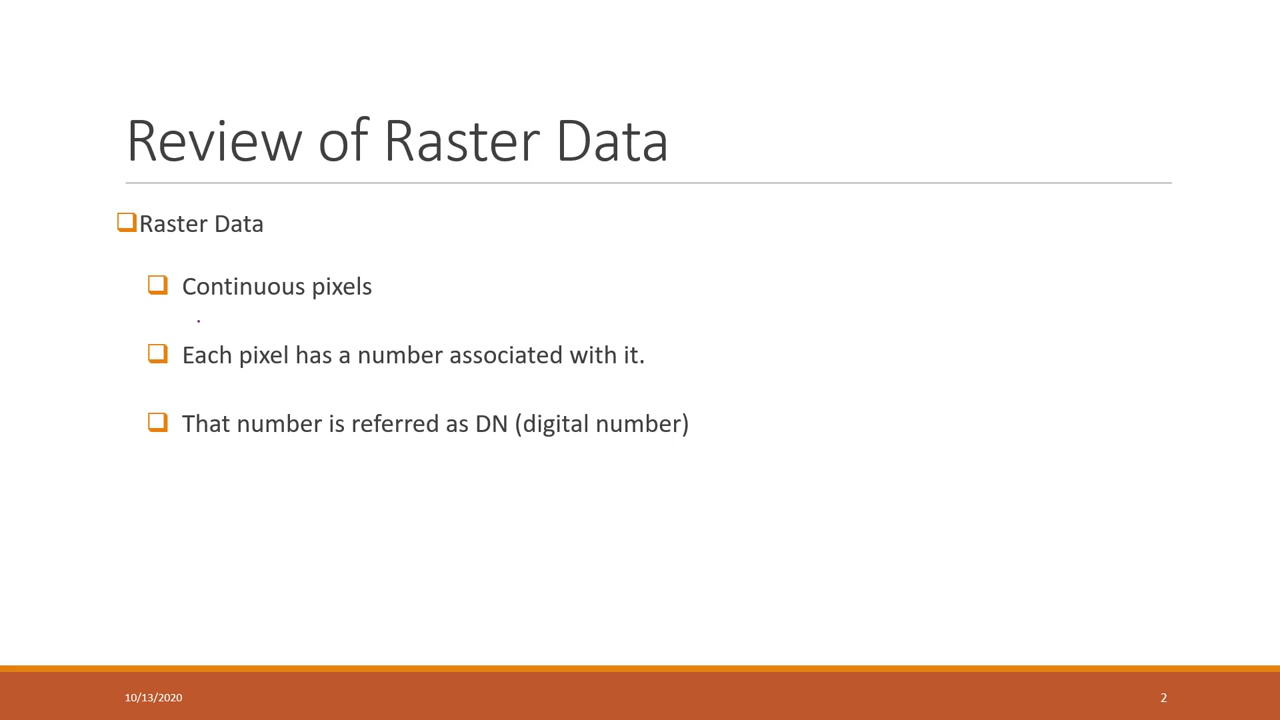 Review of Raster Data
Raster Data
Continuous pixels
Each pixel has a number associated with it.
That number is referred as DN (digital number)
10/13/2020
2